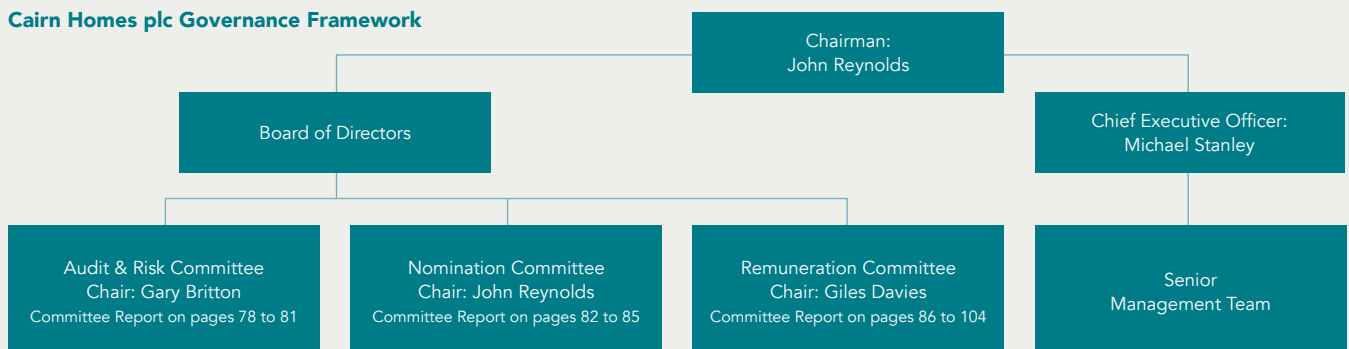 Cairn Homes plc Governance Framework
Chairman:
John Reynolds
Board of Directors
Chief Executive Officer:
Michael Stanley
Audit & Risk Committee
Chair: Gary Britton
Committee Report on pages 78 to 81
Nomination Committee
Chair: John Reynolds
Committee Report on pages 82 to 85
Remuneration Committee
Chair: Giles Davies
Committee Report on pages 86 to 104
Senior
Management Team